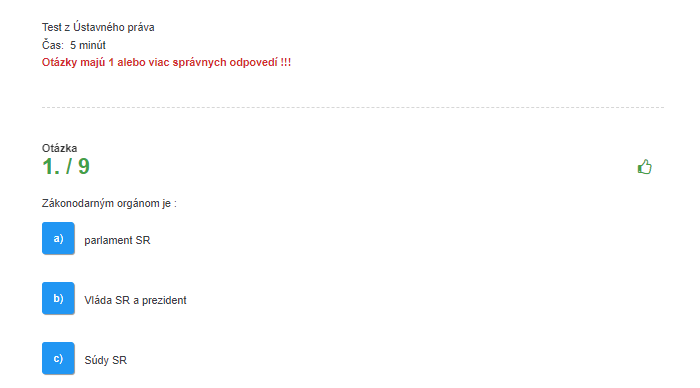 Test z Ústavného práva
Čas: 5 minút
Otázky majú 1 alebo viac správnych odpovedí !!!
Otázka
1. / 9
Zákonodarným orgánom je :
a) parlament SR
b) Vláda SR a prezident
c) Súdy SR